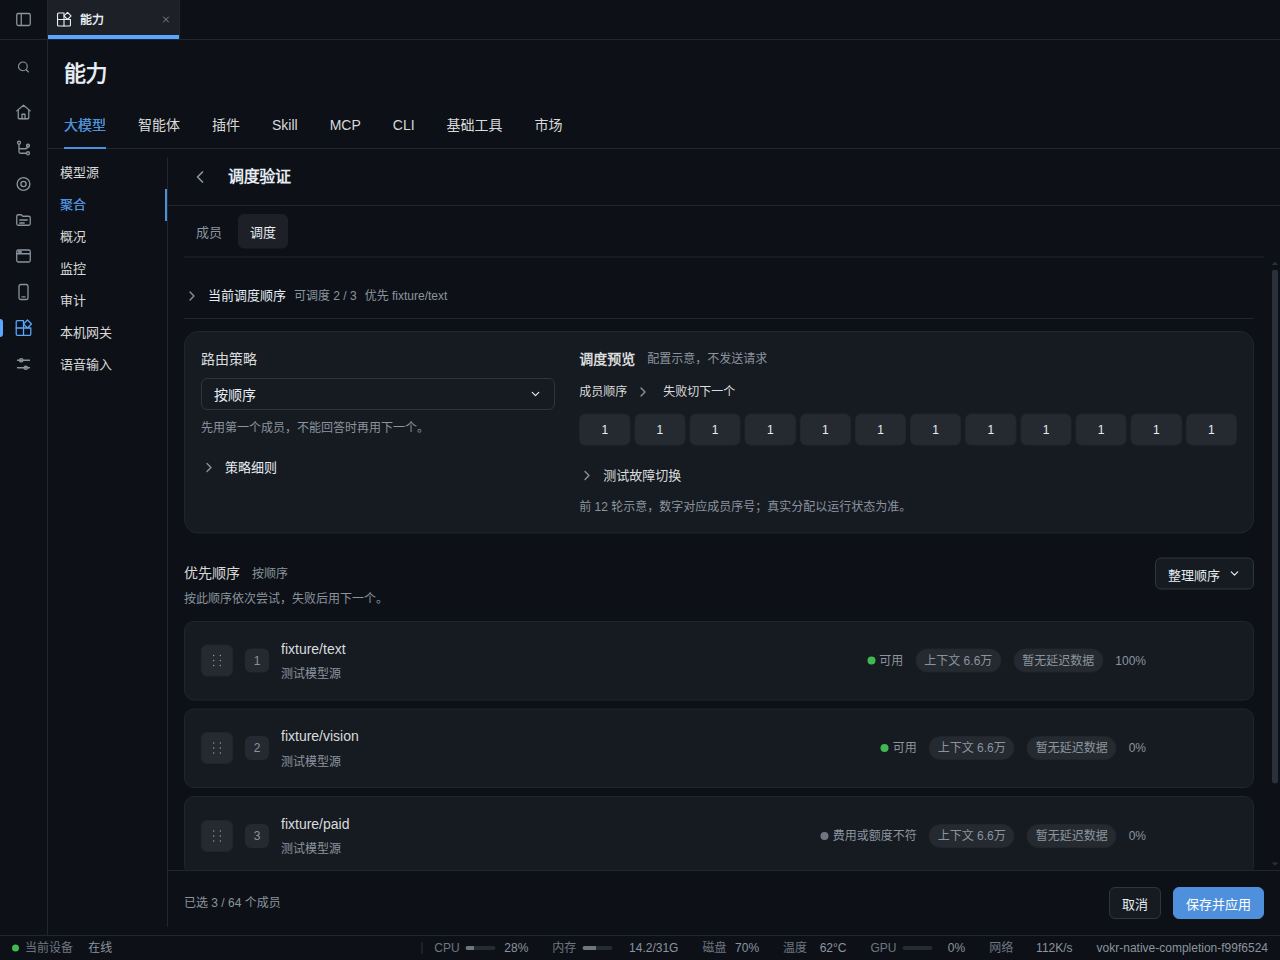 能力
能力
大模型 智能体 插件 Skill MCP CLI 基础工具 市场
模型源
聚合
概况
监控
审计
本机网关
语音输入
调度验证
成员 调度
当前调度顺序 可调度 2 / 3 优先 fixture/text
路由策略
按顺序
先用第一个成员，不能回答时再用下一个。
策略细则
调度预览 配置示意，不发送请求
成员顺序 失败切下一个
1 1 1 1 1 1 1 1 1 1 1 1
测试故障切换
前 12 轮示意，数字对应成员序号；真实分配以运行状态为准。
优先顺序 按顺序
按此顺序依次尝试，失败后用下一个。
整理顺序
1 fixture/text
测试模型源
可用 上下文 6.6万 暂无延迟数据 100%
2 fixture/vision
测试模型源
可用 上下文 6.6万 暂无延迟数据 0%
3 fixture/paid
测试模型源
费用或额度不符 上下文 6.6万 暂无延迟数据 0%
已选 3 / 64 个成员
取消 保存并应用
当前设备 在线 CPU 28% 内存 14.2/31G 磁盘 70% 温度 62°C GPU 0% 网络 112K/s vokr-native-completion-f99f6524